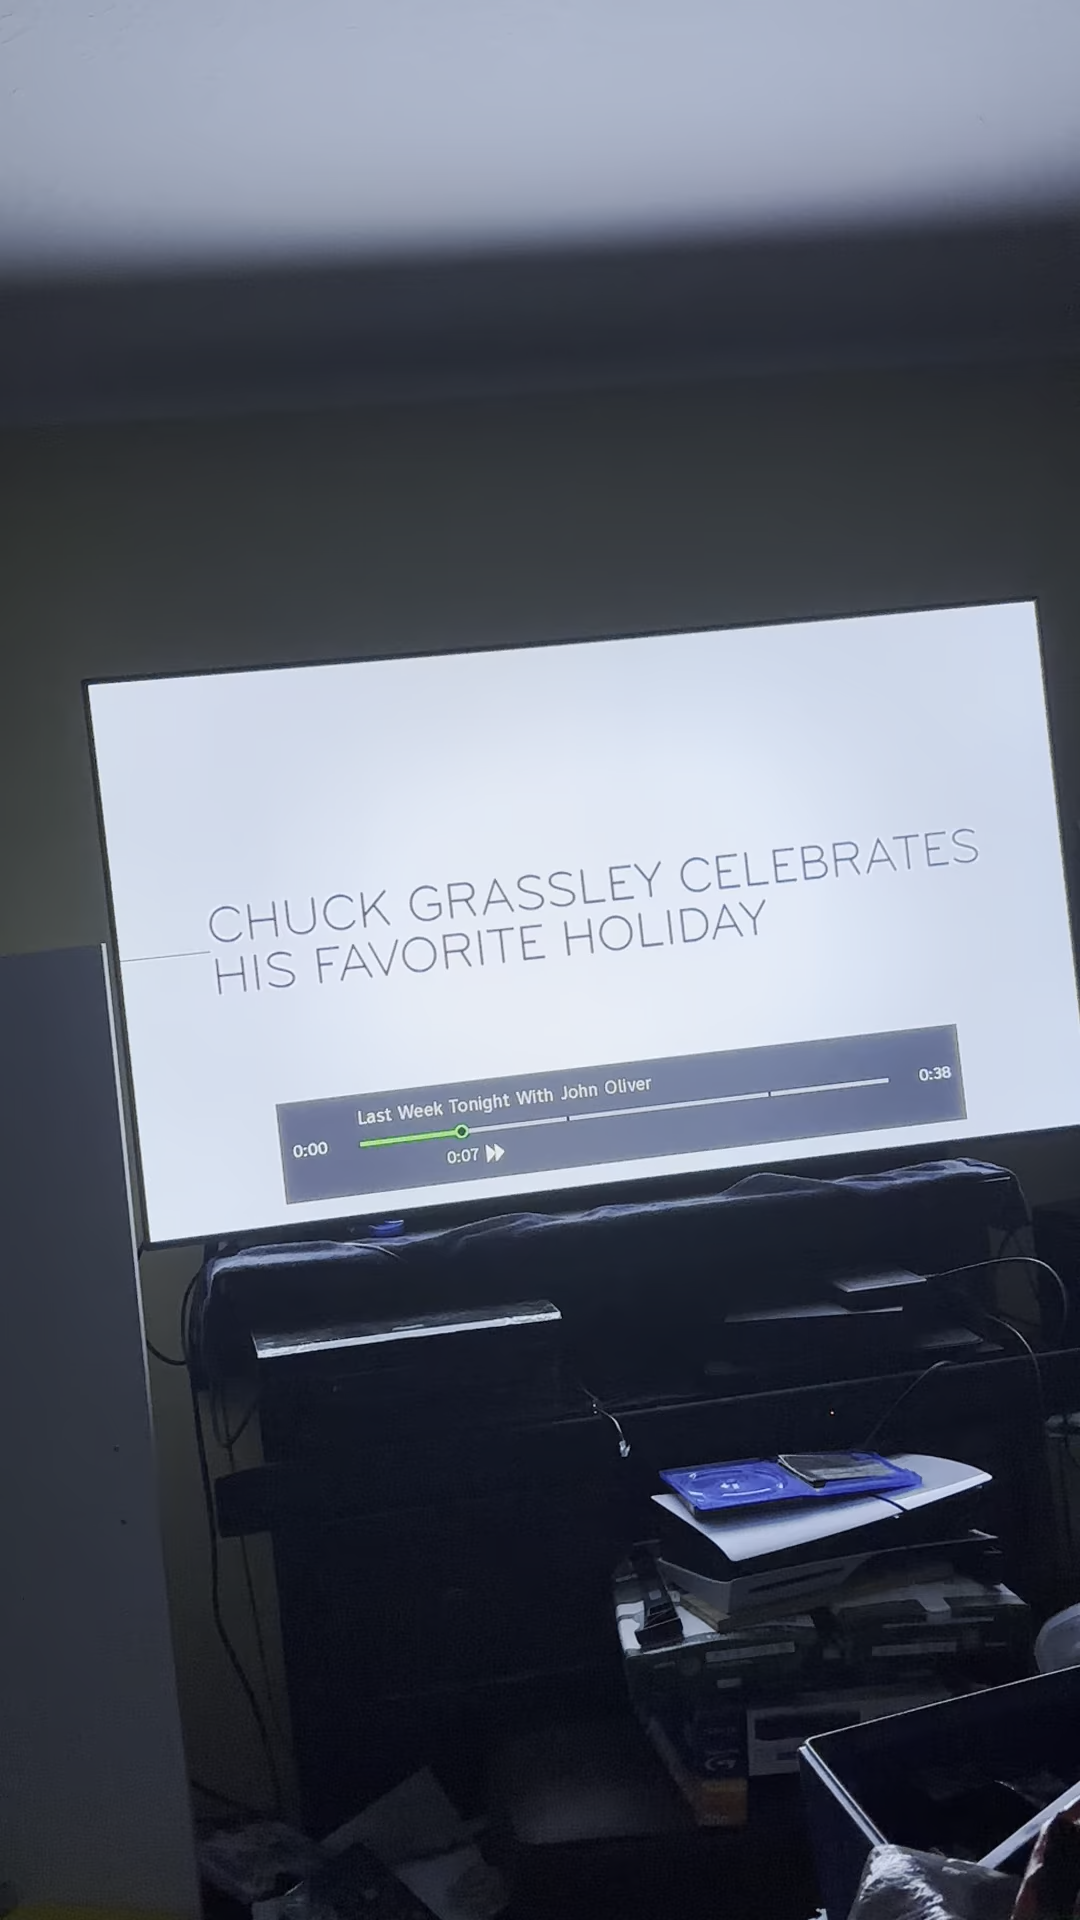 CHUCK GRASSLEY CELEBRATES
HIS FAVORITE HOLIDAY
Last Week Tonight With John Oliver
0:00
0:38
0:07